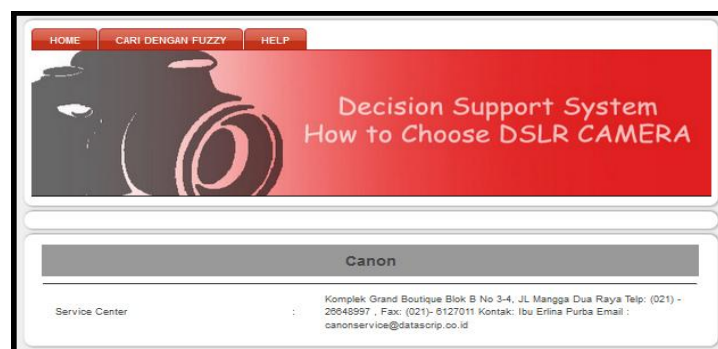 HOME CARI DENGAN FUZZY HELP
Decision Support System
How to Choose DSLR CAMERA
Canon
Service Center : Komplek Grand Boutique Blok B No 3-4, JL Mangga Dua Raya Telp: (021) -
26648997 , Fax: (021)- 6127011 Kontak: Ibu Erlina Purba Email :
canonservice@datascrip.co.id